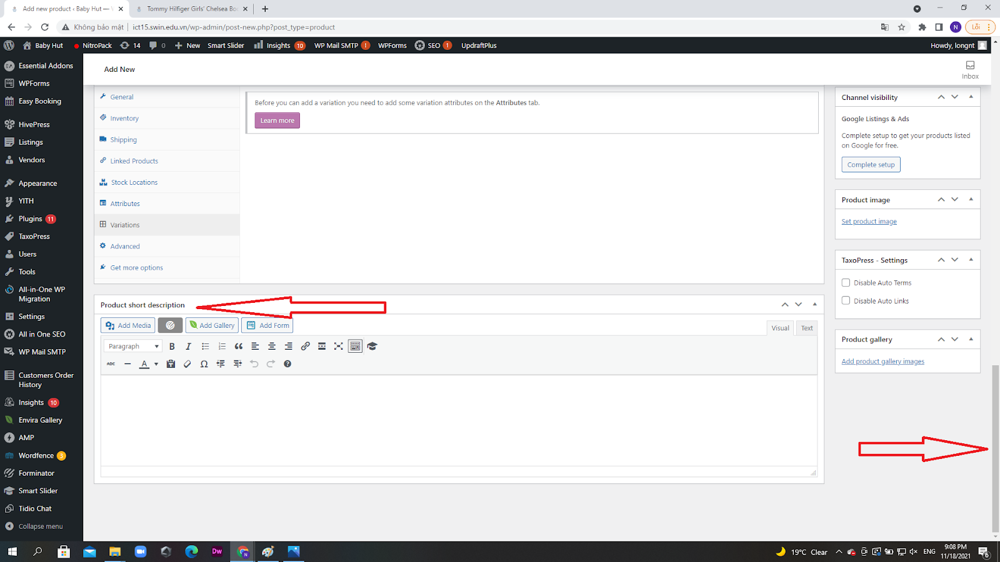 Add new product ‹ Baby Hut — W
Tommy Hilfiger Girls' Chelsea Boo
Không bảo mật | ict15.swin.edu.vn/wp-admin/post-new.php?post_type=product
N
Lỗi
Baby Hut
NitroPack
14
0
New
Smart Slider
Insights 10
WP Mail SMTP !
WPForms
SEO 1
UpdraftPlus
Howdy, longnt
Essential Addons
WPForms
Easy Booking
HivePress
Listings
Vendors
Appearance
YITH
Plugins 11
TaxoPress
Users
Tools
All-in-One WP
Migration
Settings
All in One SEO
WP Mail SMTP
Customers Order
History
Insights 10
Envira Gallery
AMP
Wordfence 3
Forminator
Smart Slider
Tidio Chat
Collapse menu
Add New
Inbox
General
Inventory
Shipping
Linked Products
Stock Locations
Attributes
Variations
Advanced
Get more options
Before you can add a variation you need to add some variation attributes on the Attributes tab.
Learn more
Product short description
Add Media
Add Gallery
Add Form
Visual
Text
Paragraph
B I
ABC
A
Ω
Channel visibility
Google Listings & Ads
Complete setup to get your products listed
on Google for free.
Complete setup
Product image
Set product image
TaxoPress - Settings
Disable Auto Terms
Disable Auto Links
Product gallery
Add product gallery images
Dw
N
19°C Clear
ENG
9:08 PM
11/18/2021
6